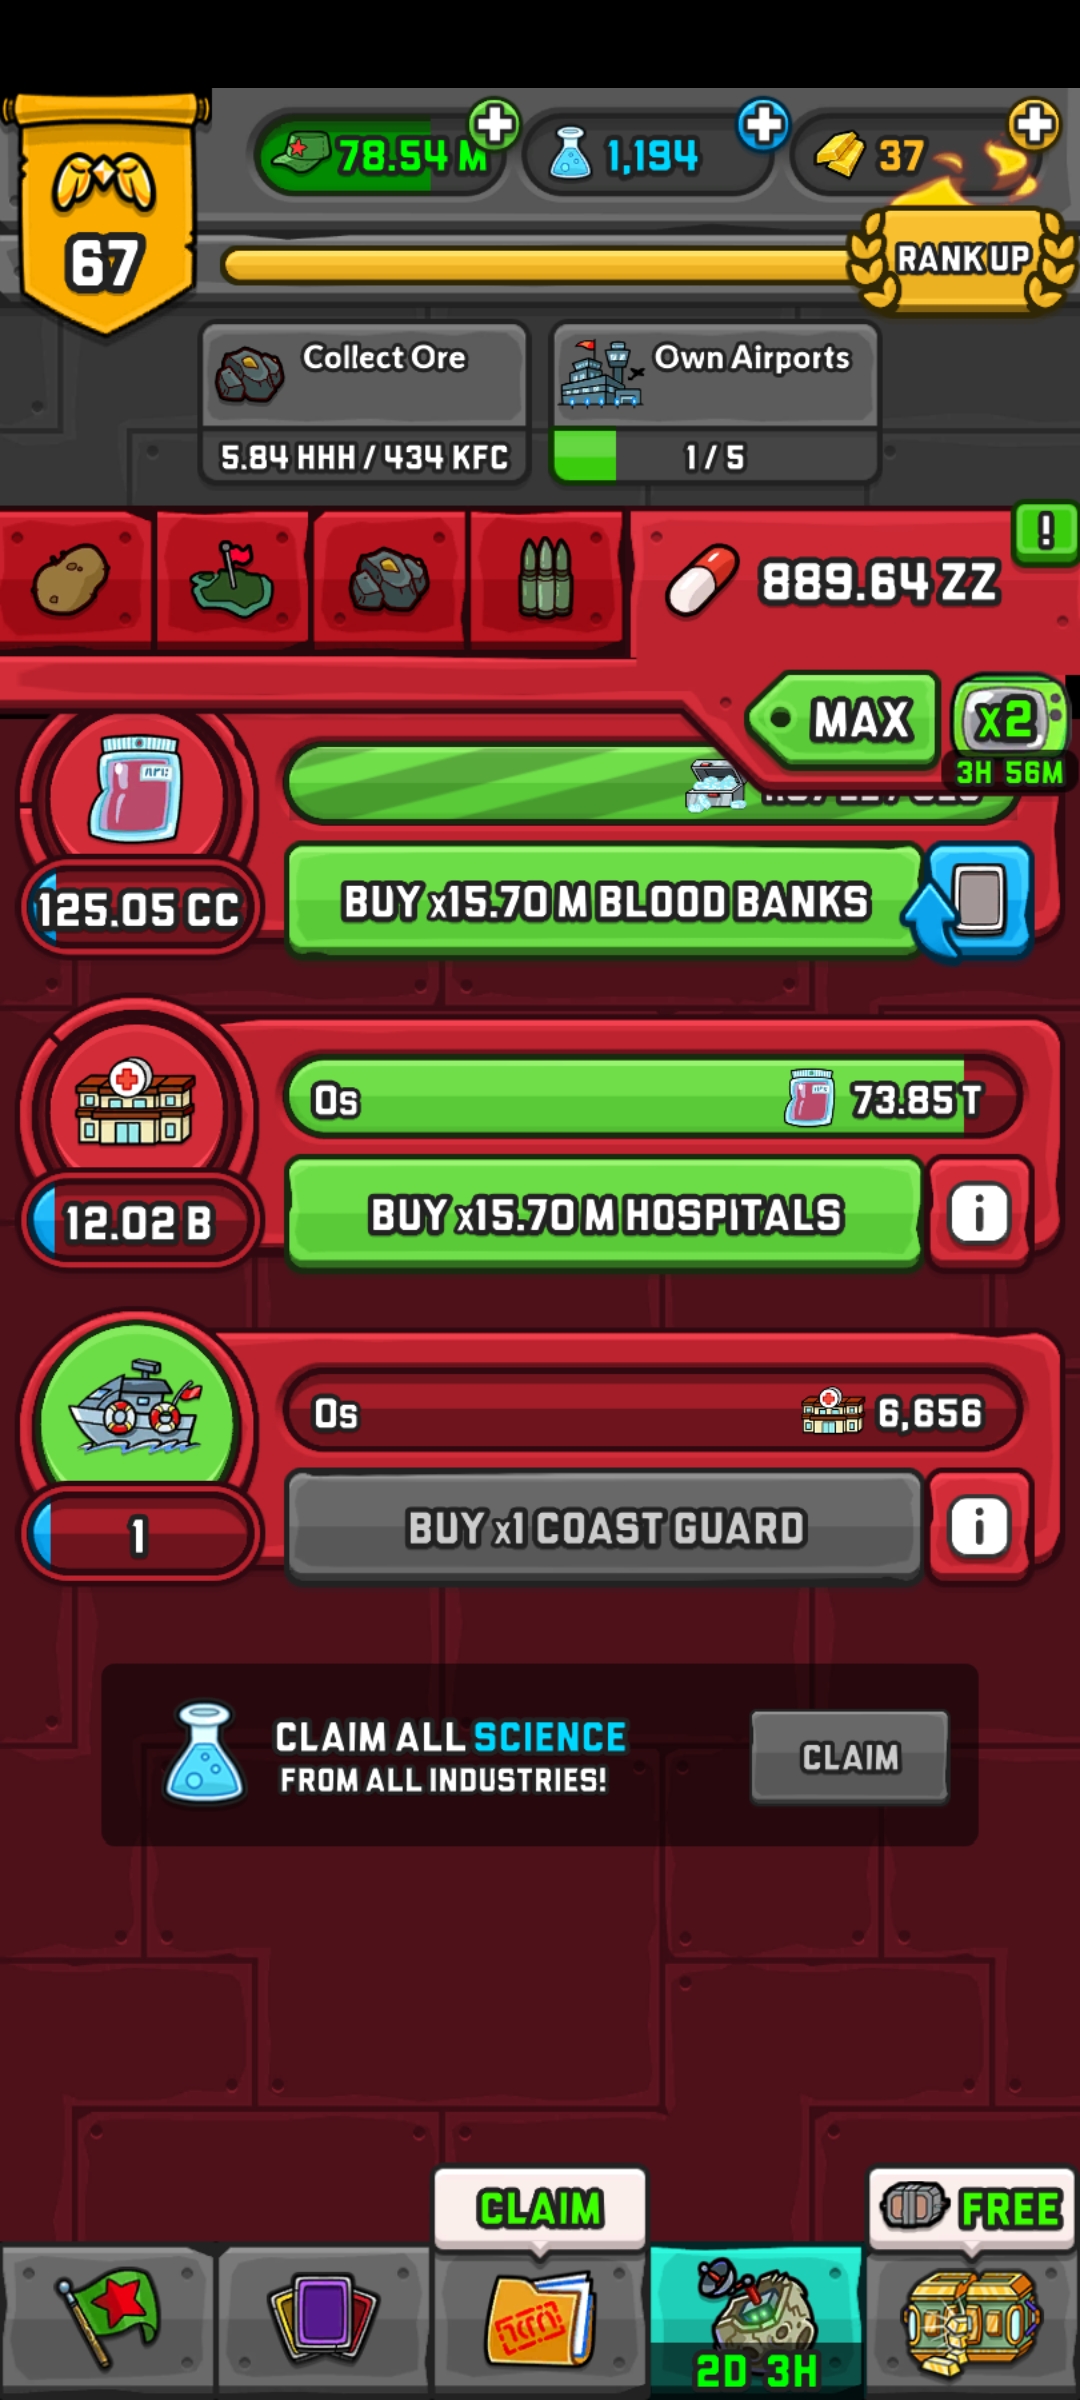 78.54 M
1,194
37
67
RANK UP
Collect Ore
5.84 HHH / 434 KFC
Own Airports
1 / 5
!
889.64 ZZ
MAX
x2
3H 56M
125.05 CC
BUY x15.70 M BLOOD BANKS
0s
73.85 T
12.02 B
BUY x15.70 M HOSPITALS
i
0s
6,656
1
BUY x1 COAST GUARD
i
CLAIM ALL SCIENCE
FROM ALL INDUSTRIES!
CLAIM
CLAIM
FREE
2D 3H